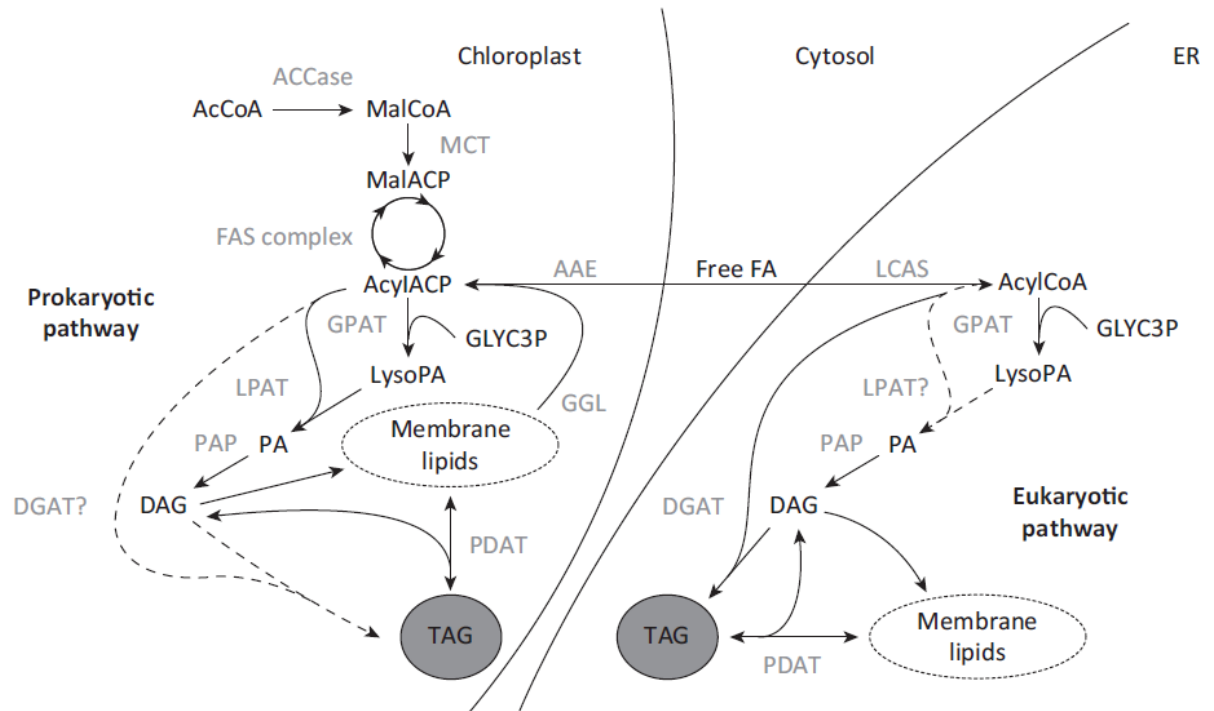 Chloroplast
Cytosol
ER
ACCase
AcCoA
MalCoA
MCT
MalACP
FAS complex
AAE
Free FA
LCAS
AcylACP
AcylCoA
Prokaryotic
pathway
GPAT
GLYC3P
GPAT
GLYC3P
LysoPA
LysoPA
LPAT
GGL
LPAT?
Membrane
lipids
PAP
PA
PAP
PA
DGAT?
DAG
DGAT
DAG
Eukaryotic
pathway
PDAT
TAG
TAG
Membrane
lipids
PDAT